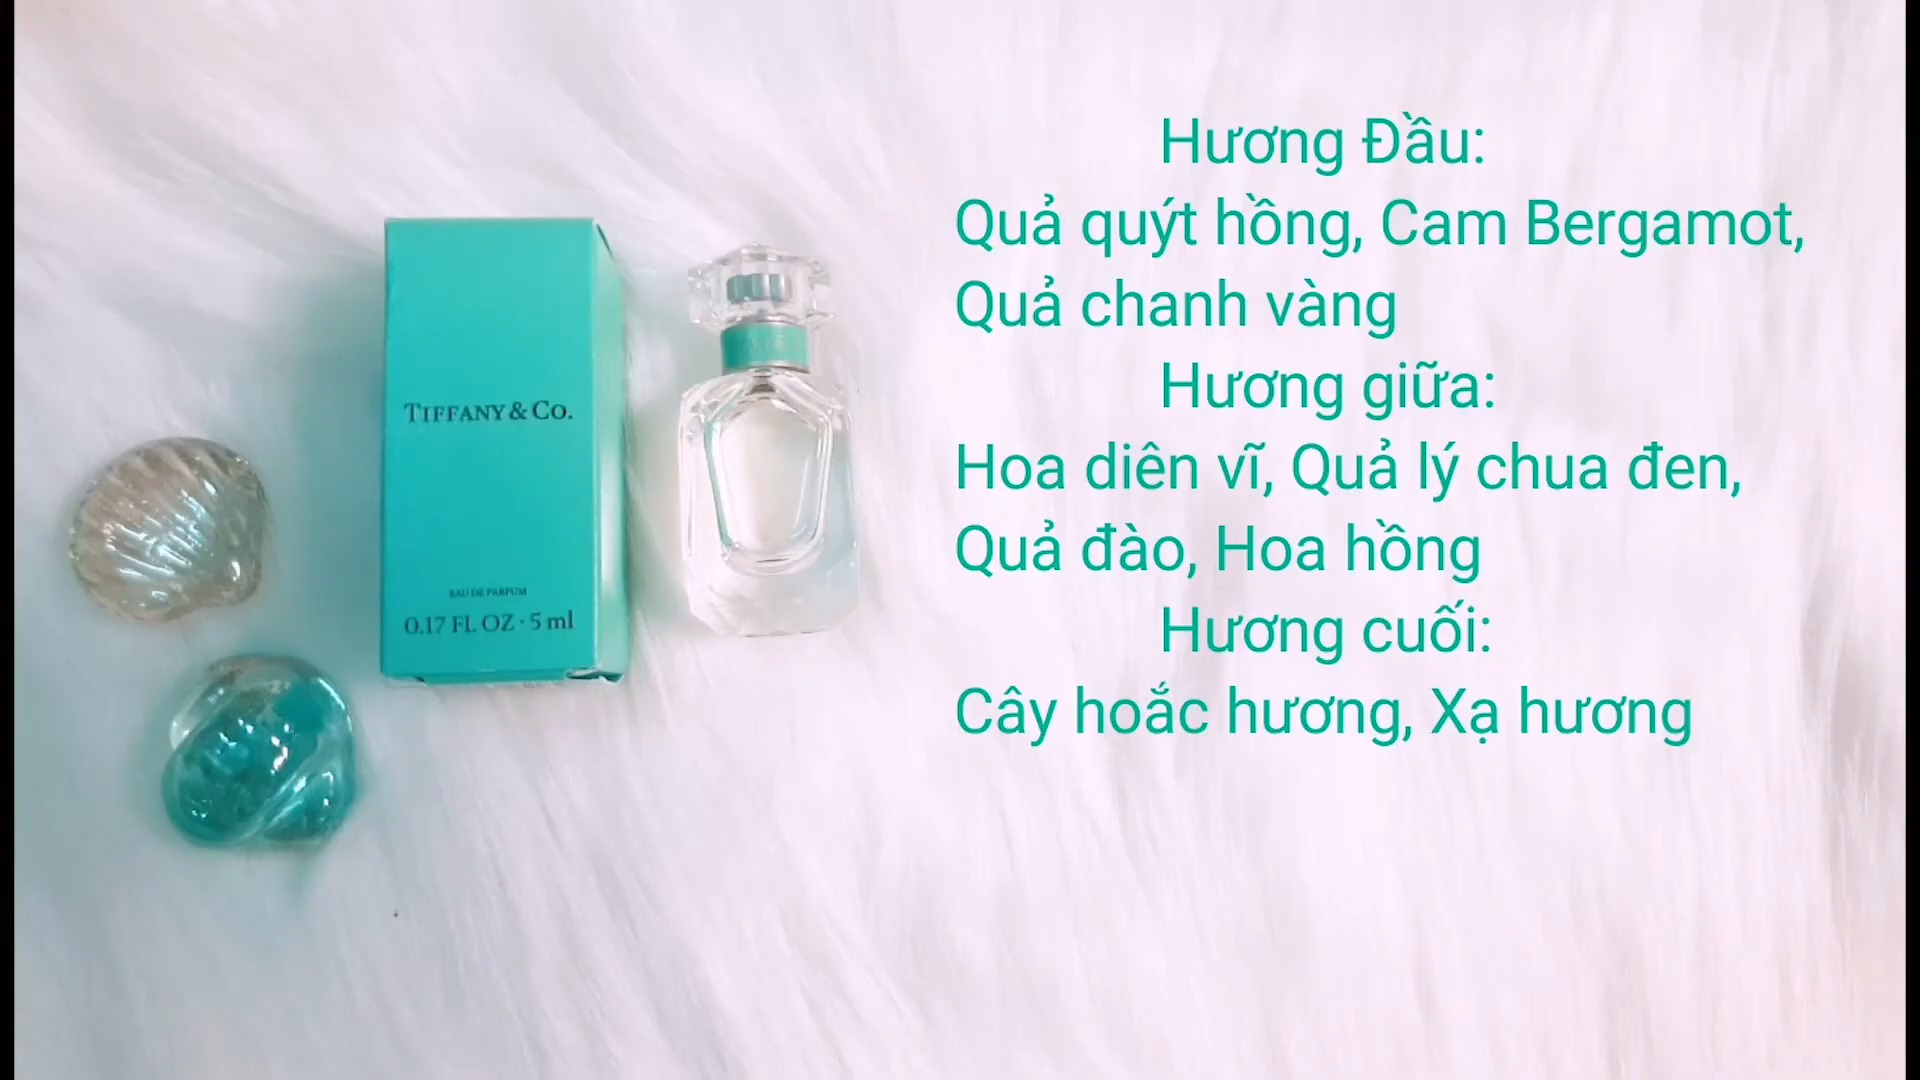 TIFFANY & CO.
EAU DE PARFUM
0.17 FL OZ · 5 ml
Hương Đầu:
Quả quýt hồng, Cam Bergamot,
Quả chanh vàng
Hương giữa:
Hoa diên vĩ, Quả lý chua đen,
Quả đào, Hoa hồng
Hương cuối:
Cây hoắc hương, Xạ hương